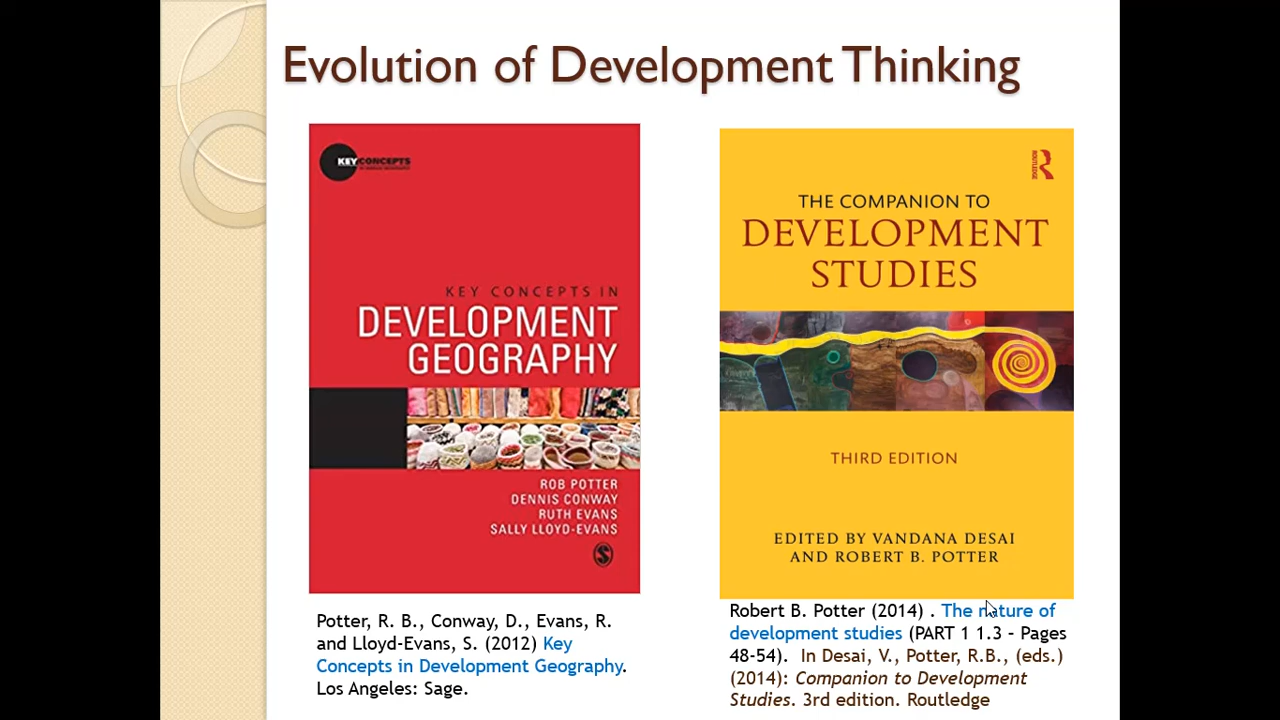 Evolution of Development Thinking
KEYCONCEPTS
KEY CONCEPTS IN
DEVELOPMENT
GEOGRAPHY
ROB POTTER
DENNIS CONWAY
RUTH EVANS
SALLY LLOYD-EVANS
S
Potter, R. B., Conway, D., Evans, R.
and Lloyd-Evans, S. (2012) Key
Concepts in Development Geography.
Los Angeles: Sage.
R
ROUTLEDGE
THE COMPANION TO
DEVELOPMENT
STUDIES
THIRD EDITION
EDITED BY VANDANA DESAI
AND ROBERT B. POTTER
Robert B. Potter (2014) . The nature of
development studies (PART 1 1.3 – Pages
48-54). In Desai, V., Potter, R.B., (eds.)
(2014): Companion to Development
Studies. 3rd edition. Routledge